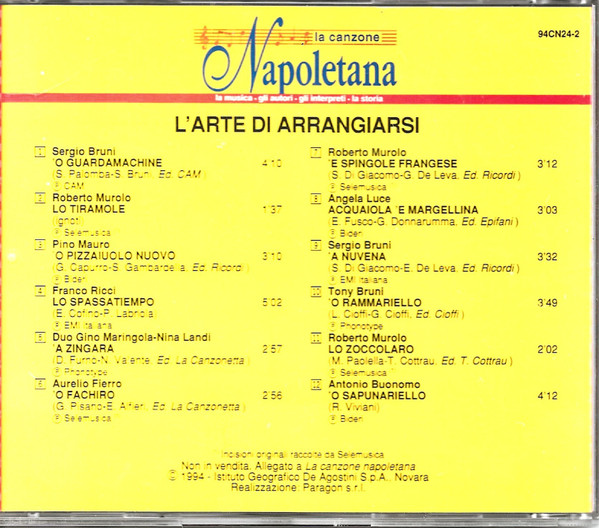 la canzone
Napoletana
la musica - gli autori - gli interpreti - la storia
94CN24-2
L'ARTE DI ARRANGIARSI
1 Sergio Bruni
'O GUARDAMACHINE 4'10
(S. Palomba-S. Bruni, Ed. CAM)
℗ CAM
2 Roberto Murolo
LO TIRAMOLE 1'37
(Ignoti)
℗ Selemusica
3 Pino Mauro
'O PIZZAIUOLO NUOVO 3'10
(G. Capurro-S. Gambardella, Ed. Ricordi)
℗ Bideri
4 Franco Ricci
LO SPASSATIEMPO 5'02
(E. Cofino-P. Labriola)
℗ EMI Italiana
5 Duo Gino Maringola-Nina Landi
'A ZINGARA 2'57
(D. Furnò-N. Valente, Ed. La Canzonetta)
℗ Phonotype
6 Aurelio Fierro
'O FACHIRO 2'56
(G. Pisano-E. Alfieri, Ed. La Canzonetta)
℗ Selemusica
7 Roberto Murolo
'E SPINGOLE FRANGESE 3'12
(S. Di Giacomo-G. De Leva, Ed. Ricordi)
℗ Selemusica
8 Angela Luce
ACQUAIOLA 'E MARGELLINA 3'03
(E. Fusco-G. Donnarumma, Ed. Epifani)
℗ Bideri
9 Sergio Bruni
'A NUVENA 3'32
(S. Di Giacomo-E. De Leva, Ed. Ricordi)
℗ EMI Italiana
10 Tony Bruni
'O RAMMARIELLO 3'49
(L. Cioffi-G. Cioffi, Ed. Cioffi)
℗ Phonotype
11 Roberto Murolo
LO ZOCCOLARO 2'02
(M. Paolella-T. Cottrau, Ed. T. Cottrau)
℗ Selemusica
12 Antonio Buonomo
'O SAPUNARIELLO 4'12
(R. Viviani)
℗ Bideri
Incisioni originali raccolte da Selemusica
Non in vendita. Allegato a La canzone napoletana
℗ 1994 - Istituto Geografico De Agostini S.p.A., Novara
Realizzazione: Paragon s.r.l.